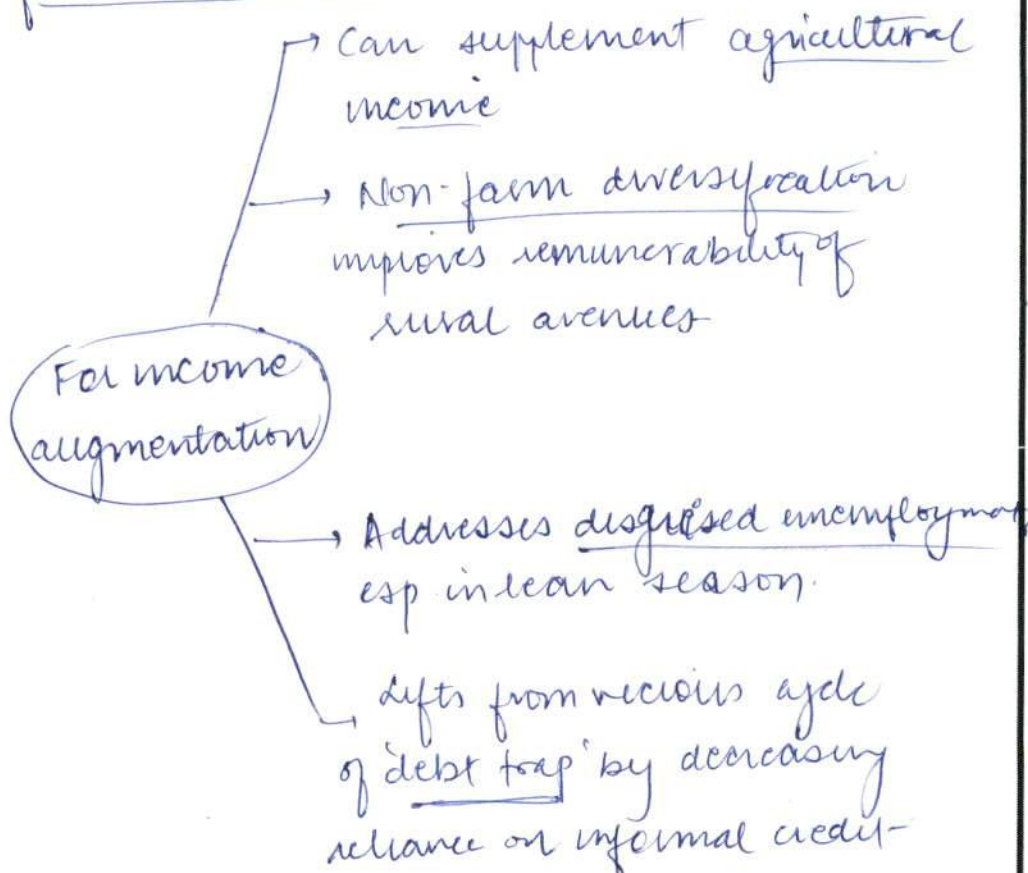 Can supplement agricultural
income
Non-farm diversification
improves remunerability of
rural avenues
For income
augmentation
Addresses disguised unemployment
esp in lean season.
Lifts from vicious cycle
of 'debt trap' by decreasing
reliance on informal credit-